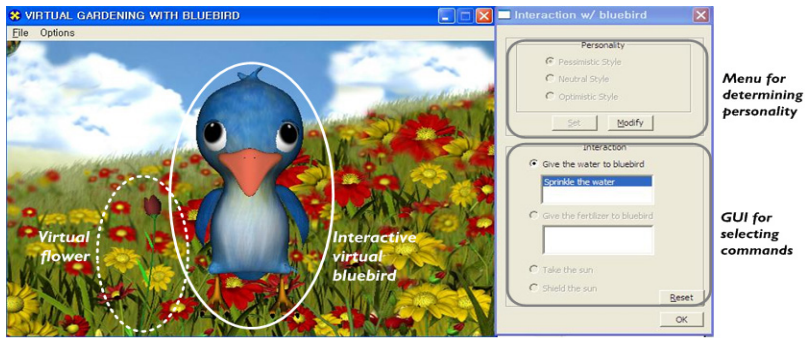 VIRTUAL GARDENING WITH BLUEBIRD
File Options
Virtual
flower
Interactive
virtual
bluebird
Interaction w/ bluebird
Personality
Pessimistic Style
Neutral Style
Optimistic Style
Set Modify
Interaction
Give the water to bluebird
Sprinkle the water
Give the fertilizer to bluebird
Take the sun
Shield the sun
Reset
OK
Menu for
determining
personality
GUI for
selecting
commands